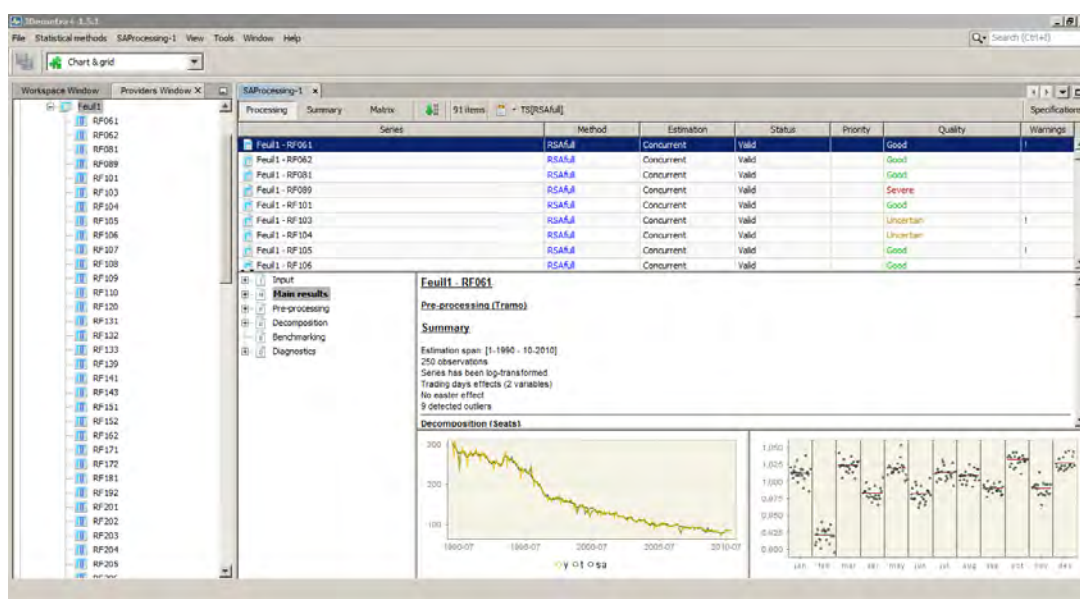 JDemetra+ 1.5.1
File Statistical methods SAProcessing-1 View Tools Window Help
Search (Ctrl+I)
Chart & grid
Workspace Window Providers Window X
SAProcessing-1 x
Feuil1
RF061
RF062
RF081
RF089
RF101
RF103
RF104
RF105
RF106
RF107
RF108
RF109
RF110
RF120
RF131
RF132
RF133
RF139
RF141
RF143
RF151
RF152
RF162
RF171
RF172
RF181
RF192
RF201
RF202
RF203
RF204
RF205
Processing Summary Matrix 91 items TS[RSAfull] Specifications
Series Method Estimation Status Priority Quality Warnings
Feuil1 - RF061 RSAfull Concurrent Valid Good !
Feuil1 - RF062 RSAfull Concurrent Valid Good
Feuil1 - RF081 RSAfull Concurrent Valid Good
Feuil1 - RF089 RSAfull Concurrent Valid Severe
Feuil1 - RF101 RSAfull Concurrent Valid Good
Feuil1 - RF103 RSAfull Concurrent Valid Uncertain !
Feuil1 - RF104 RSAfull Concurrent Valid Uncertain
Feuil1 - RF105 RSAfull Concurrent Valid Good !
Feuil1 - RF106 RSAfull Concurrent Valid Good
Input
Main results
Pre-processing
Decomposition
Benchmarking
Diagnostics
Feuil1 - RF061
Pre-processing (Tramo)
Summary
Estimation span: [1-1990 - 10-2010]
250 observations
Series has been log-transformed
Trading days effects (2 variables)
No easter effect
9 detected outliers
Decomposition (Seats)
300
200
100
1990-07 1995-07 2000-07 2005-07 2010-07
y t sa
1.050
1.025
1.000
0.975
0.950
0.925
0.900
jan feb mar apr may jun jul aug sep oct nov dec